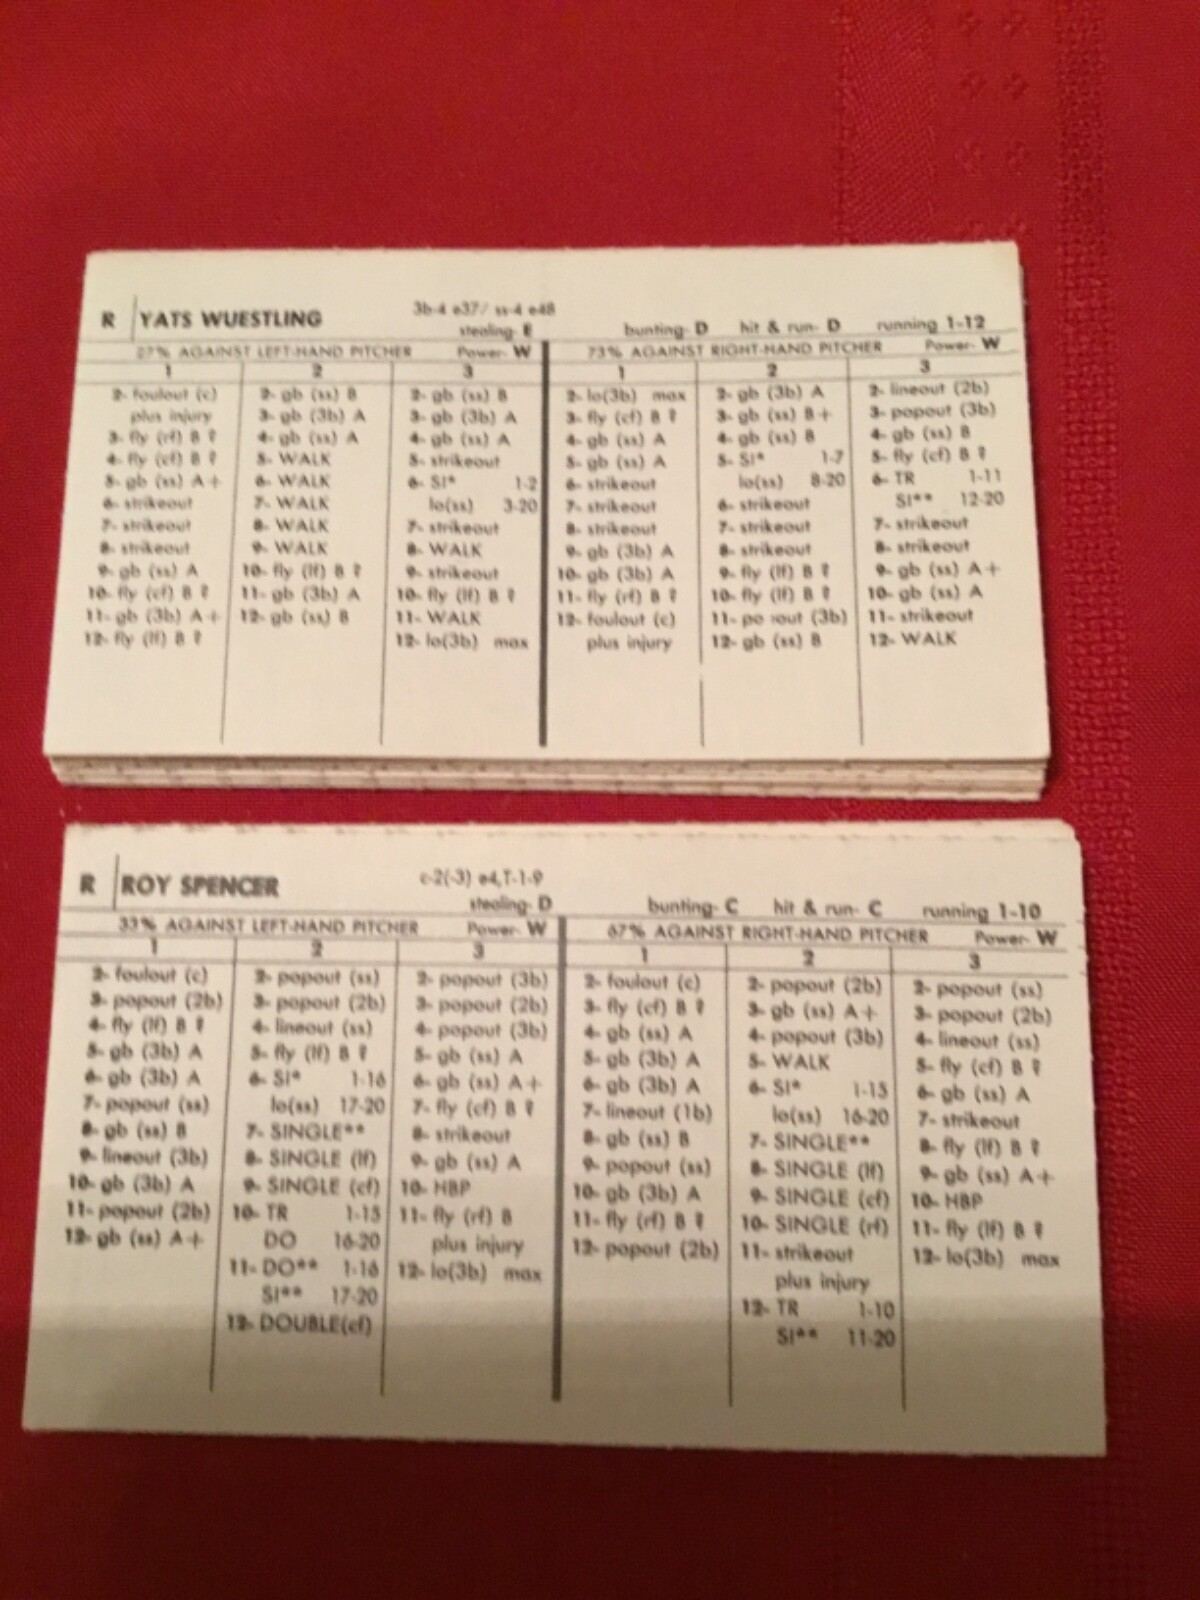 R YATS WUESTLING 3b-4 e37/ ss-4 e48
stealing- E bunting- D hit & run- D running 1-12
27% AGAINST LEFT-HAND PITCHER Power- W 73% AGAINST RIGHT-HAND PITCHER Power- W
1 2 3 1 2 3
2- foulout (c)
plus injury
3- fly (rf) B ?
4- fly (cf) B ?
5- gb (ss) A+
6- strikeout
7- strikeout
8- strikeout
9- gb (ss) A
10- fly (cf) B ?
11- gb (3b) A+
12- fly (lf) B ?
2- gb (ss) B
3- gb (3b) A
4- gb (ss) A
5- WALK
6- WALK
7- WALK
8- WALK
9- WALK
10- fly (lf) B ?
11- gb (3b) A
12- gb (ss) B
2- gb (ss) B
3- gb (3b) A
4- gb (ss) A
5- strikeout
6- SI* 1-2
lo(ss) 3-20
7- strikeout
8- WALK
9- strikeout
10- fly (lf) B ?
11- WALK
12- lo(3b) max
2- lo(3b) max
3- fly (cf) B ?
4- gb (ss) A
5- gb (ss) A
6- strikeout
7- strikeout
8- strikeout
9- gb (3b) A
10- gb (3b) A
11- fly (rf) B ?
12- foulout (c)
plus injury
2- gb (3b) A
3- gb (ss) B+
4- gb (ss) B
5- SI* 1-7
lo(ss) 8-20
6- strikeout
7- strikeout
8- strikeout
9- fly (lf) B ?
10- fly (lf) B ?
11- po out (3b)
12- gb (ss) B
2- lineout (2b)
3- popout (3b)
4- gb (ss) B
5- fly (cf) B ?
6- TR 1-11
SI** 12-20
7- strikeout
8- strikeout
9- gb (ss) A+
10- gb (ss) A
11- strikeout
12- WALK
R ROY SPENCER c-2(-3) e4,T-1-9
stealing- D bunting- C hit & run- C running 1-10
33% AGAINST LEFT-HAND PITCHER Power- W 67% AGAINST RIGHT-HAND PITCHER Power- W
1 2 3 1 2 3
2- foulout (c)
3- popout (2b)
4- fly (lf) B ?
5- gb (3b) A
6- gb (3b) A
7- popout (ss)
8- gb (ss) B
9- lineout (3b)
10- gb (3b) A
11- popout (2b)
12- gb (ss) A+
2- popout (ss)
3- popout (2b)
4- lineout (ss)
5- fly (lf) B ?
6- SI* 1-16
lo(ss) 17-20
7- SINGLE**
8- SINGLE (lf)
9- SINGLE (cf)
10- TR 1-15
DO 16-20
11- DO** 1-16
SI** 17-20
12- DOUBLE(cf)
2- popout (3b)
3- popout (2b)
4- popout (3b)
5- gb (ss) A
6- gb (ss) A+
7- fly (cf) B ?
8- strikeout
9- gb (ss) A
10- HBP
11- fly (rf) B
plus injury
12- lo(3b) max
2- foulout (c)
3- fly (cf) B ?
4- gb (ss) A
5- gb (3b) A
6- gb (3b) A
7- lineout (1b)
8- gb (ss) B
9- popout (ss)
10- gb (3b) A
11- fly (rf) B ?
12- popout (2b)
2- popout (2b)
3- gb (ss) A+
4- popout (3b)
5- WALK
6- SI* 1-15
lo(ss) 16-20
7- SINGLE**
8- SINGLE (lf)
9- SINGLE (cf)
10- SINGLE (rf)
11- strikeout
plus injury
12- TR 1-10
SI** 11-20
2- popout (ss)
3- popout (2b)
4- lineout (ss)
5- fly (cf) B ?
6- gb (ss) A
7- strikeout
8- fly (lf) B ?
9- gb (ss) A+
10- HBP
11- fly (lf) B ?
12- lo(3b) max